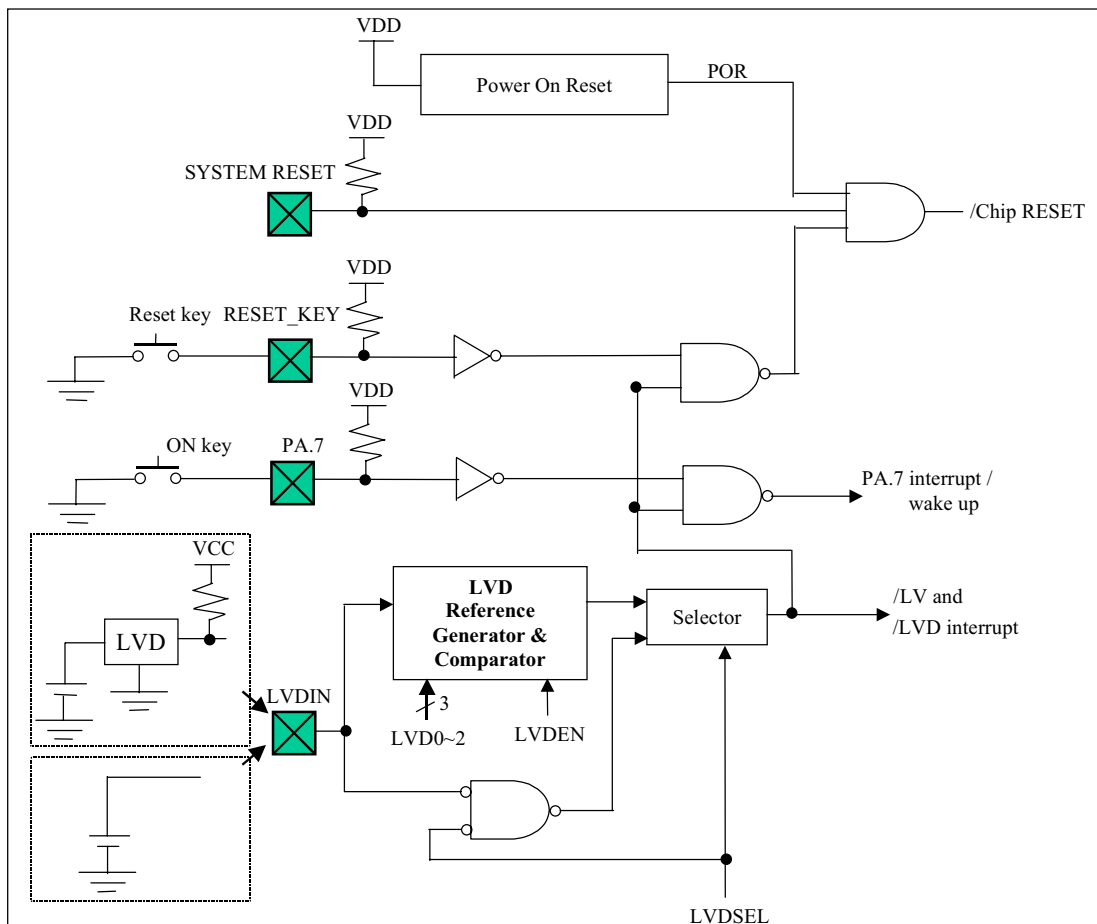 VDD
Power On Reset
POR
VDD
SYSTEM RESET
/Chip RESET
VDD
Reset key
RESET_KEY
VDD
ON key
PA.7
PA.7 interrupt /
wake up
VCC
LVD
LVD
Reference
Generator &
Comparator
Selector
/LV and
/LVD interrupt
LVDIN
3
LVD0~2
LVDEN
LVDSEL